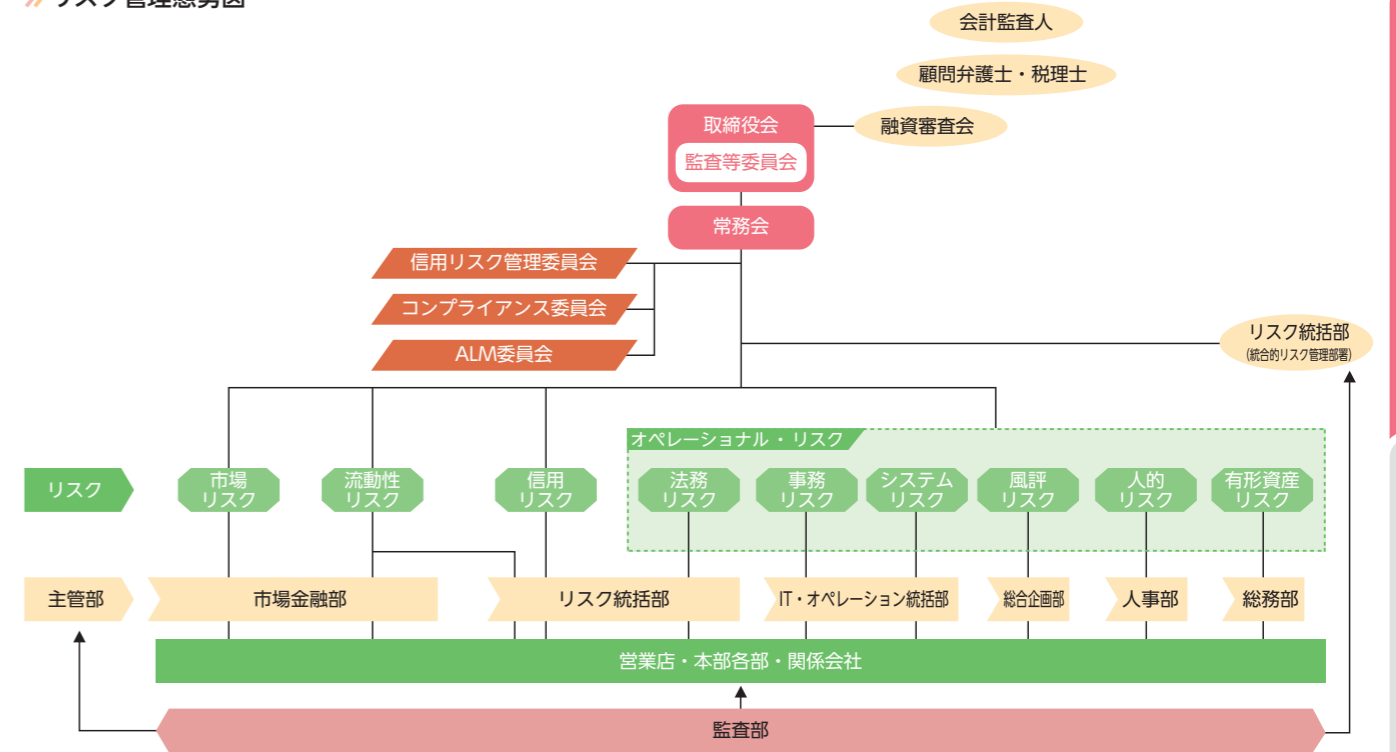 リスク管理態勢図
会計監査人
顧問弁護士・税理士
取締役会
融資審査会
監査等委員会
常務会
信用リスク管理委員会
コンプライアンス委員会
ALM委員会
リスク統括部
(統合的リスク管理部署)
オペレーショナル・リスク
リスク
市場
リスク
流動性
リスク
信用
リスク
法務
リスク
事務
リスク
システム
リスク
風評
リスク
人的
リスク
有形資産
リスク
主管部
市場金融部
リスク統括部
IT・オペレーション統括部
総合企画部
人事部
総務部
営業店・本部各部・関係会社
監査部